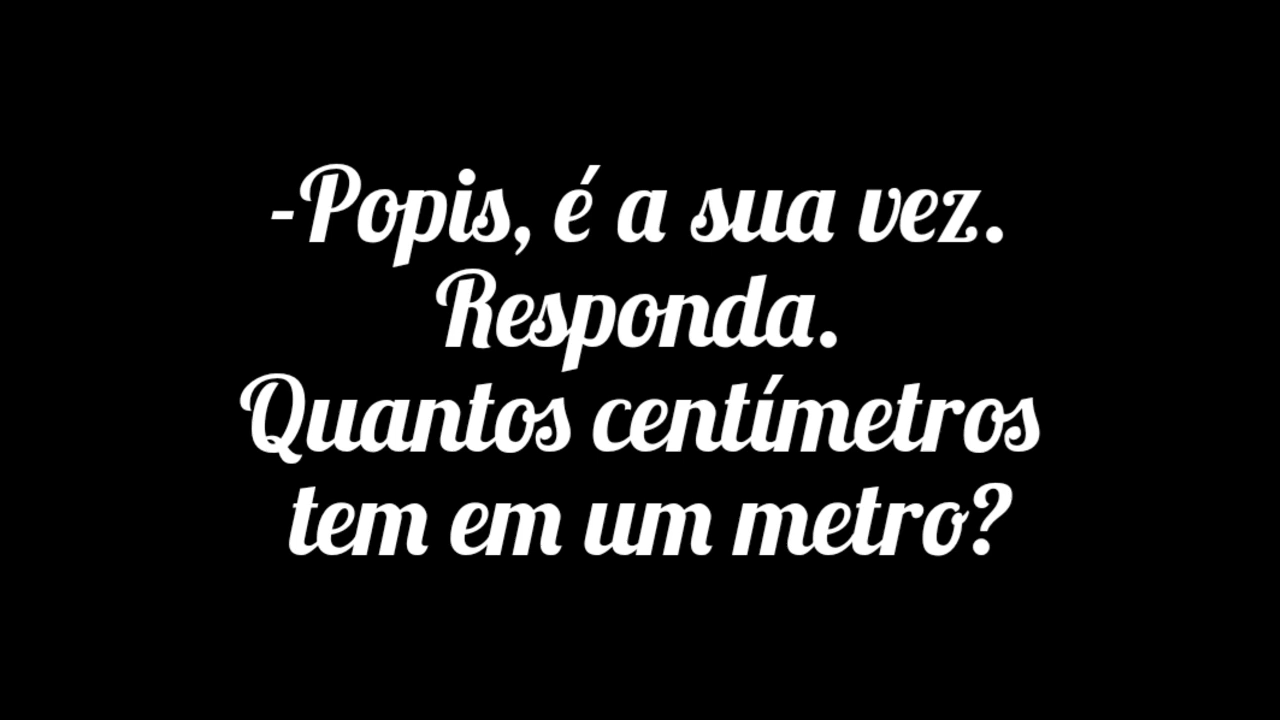 -Popis, é a sua vez.
Responda.
Quantos centímetros
tem em um metro?